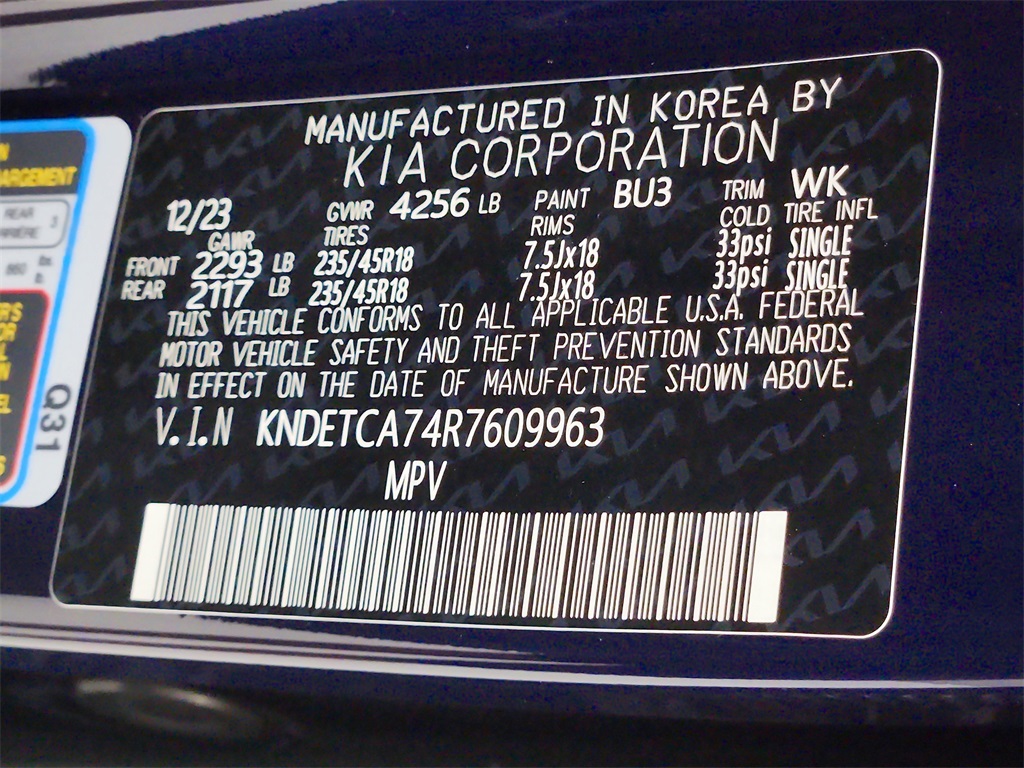 MANUFACTURED IN KOREA BY
KIA CORPORATION
12/23 GVWR 4256 LB PAINT BU3 TRIM WK
GAWR TIRES RIMS COLD TIRE INFL
FRONT 2293 LB 235/45R18 7.5Jx18 33psi SINGLE
REAR 2117 LB 235/45R18 7.5Jx18 33psi SINGLE
THIS VEHICLE CONFORMS TO ALL APPLICABLE U.S.A. FEDERAL
MOTOR VEHICLE SAFETY AND THEFT PREVENTION STANDARDS
IN EFFECT ON THE DATE OF MANUFACTURE SHOWN ABOVE.
V.I.N KNDETCA74R7609963
MPV
REAR 3
860
Q31